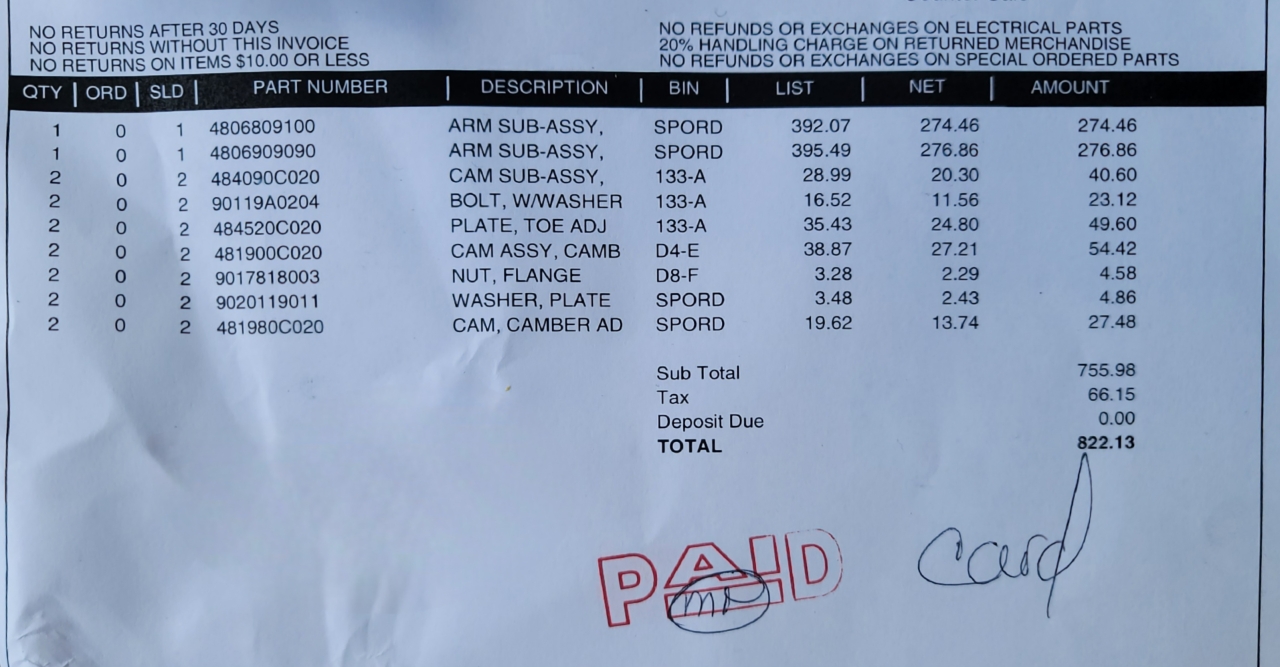 NO RETURNS AFTER 30 DAYS
NO RETURNS WITHOUT THIS INVOICE
NO RETURNS ON ITEMS $10.00 OR LESS
NO REFUNDS OR EXCHANGES ON ELECTRICAL PARTS
20% HANDLING CHARGE ON RETURNED MERCHANDISE
NO REFUNDS OR EXCHANGES ON SPECIAL ORDERED PARTS
QTY | ORD | SLD | PART NUMBER | DESCRIPTION | BIN | LIST | NET | AMOUNT
1 0 1 4806809100 ARM SUB-ASSY, SPORD 392.07 274.46 274.46
1 0 1 4806909090 ARM SUB-ASSY, SPORD 395.49 276.86 276.86
2 0 2 484090C020 CAM SUB-ASSY, 133-A 28.99 20.30 40.60
2 0 2 90119A0204 BOLT, W/WASHER 133-A 16.52 11.56 23.12
2 0 2 484520C020 PLATE, TOE ADJ 133-A 35.43 24.80 49.60
2 0 2 481900C020 CAM ASSY, CAMB D4-E 38.87 27.21 54.42
2 0 2 9017818003 NUT, FLANGE D8-F 3.28 2.29 4.58
2 0 2 9020119011 WASHER, PLATE SPORD 3.48 2.43 4.86
2 0 2 481980C020 CAM, CAMBER AD SPORD 19.62 13.74 27.48
Sub Total 755.98
Tax 66.15
Deposit Due 0.00
TOTAL 822.13
PAID
card